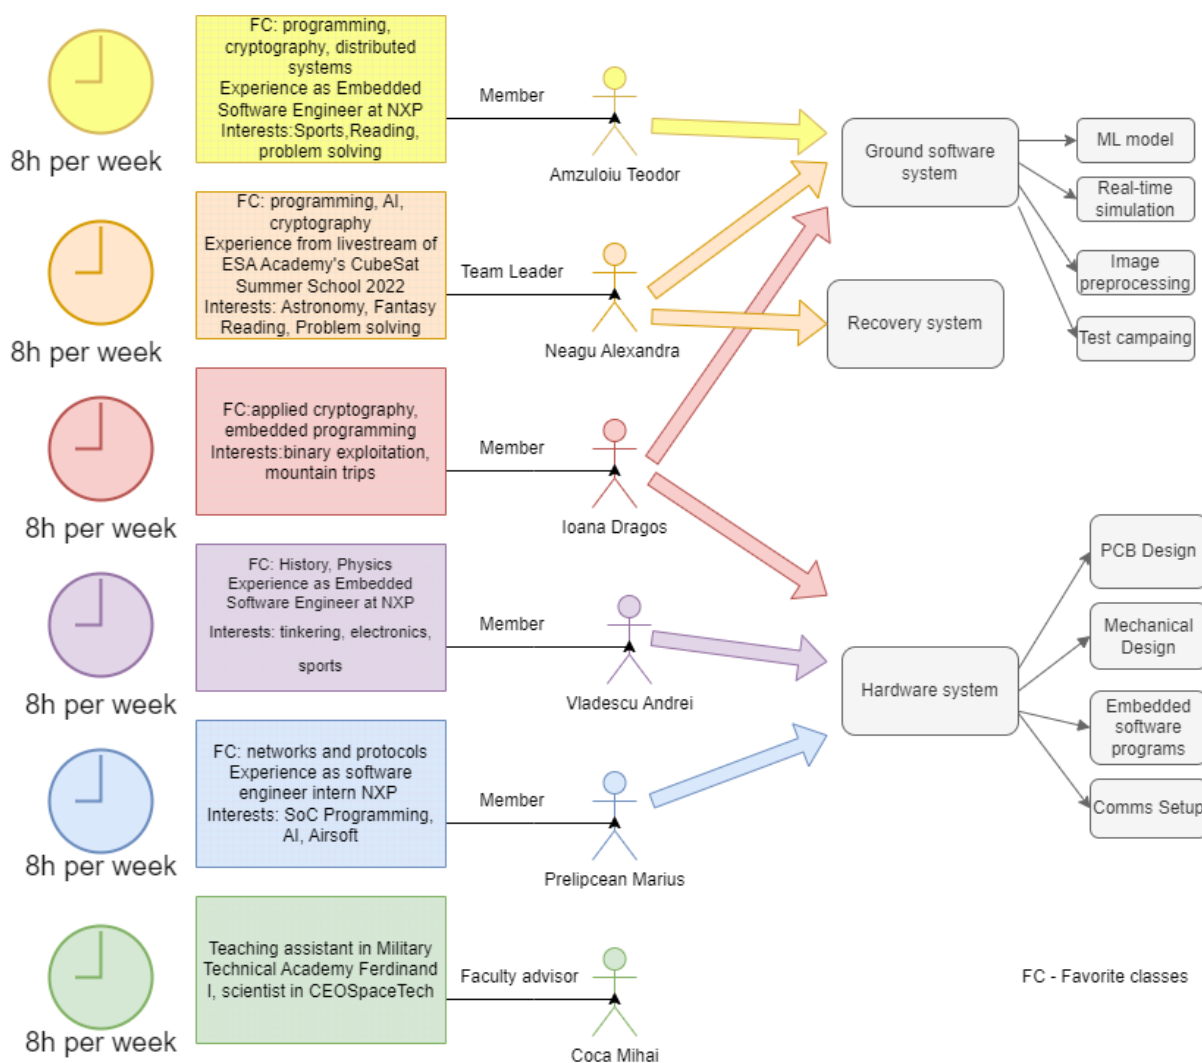 8h per week
FC: programming,
cryptography, distributed
systems
Experience as Embedded
Software Engineer at NXP
Interests:Sports,Reading,
problem solving
Member
Amzuloiu Teodor
8h per week
FC: programming, AI,
cryptography
Experience from livestream of
ESA Academy's CubeSat
Summer School 2022
Interests: Astronomy, Fantasy
Reading, Problem solving
Team Leader
Neagu Alexandra
8h per week
FC:applied cryptography,
embedded programming
Interests:binary exploitation,
mountain trips
Member
Ioana Dragos
8h per week
FC: History, Physics
Experience as Embedded
Software Engineer at NXP
Interests: tinkering, electronics,
sports
Member
Vladescu Andrei
8h per week
FC: networks and protocols
Experience as software
engineer intern NXP
Interests: SoC Programming,
AI, Airsoft
Member
Prelipcean Marius
8h per week
Teaching assistant in Military
Technical Academy Ferdinand
I, scientist in CEOSpaceTech
Faculty advisor
Coca Mihai
Ground software
system
ML model
Real-time
simulation
Image
preprocessing
Test campaing
Recovery system
Hardware system
PCB Design
Mechanical
Design
Embedded
software
programs
Comms Setup
FC - Favorite classes